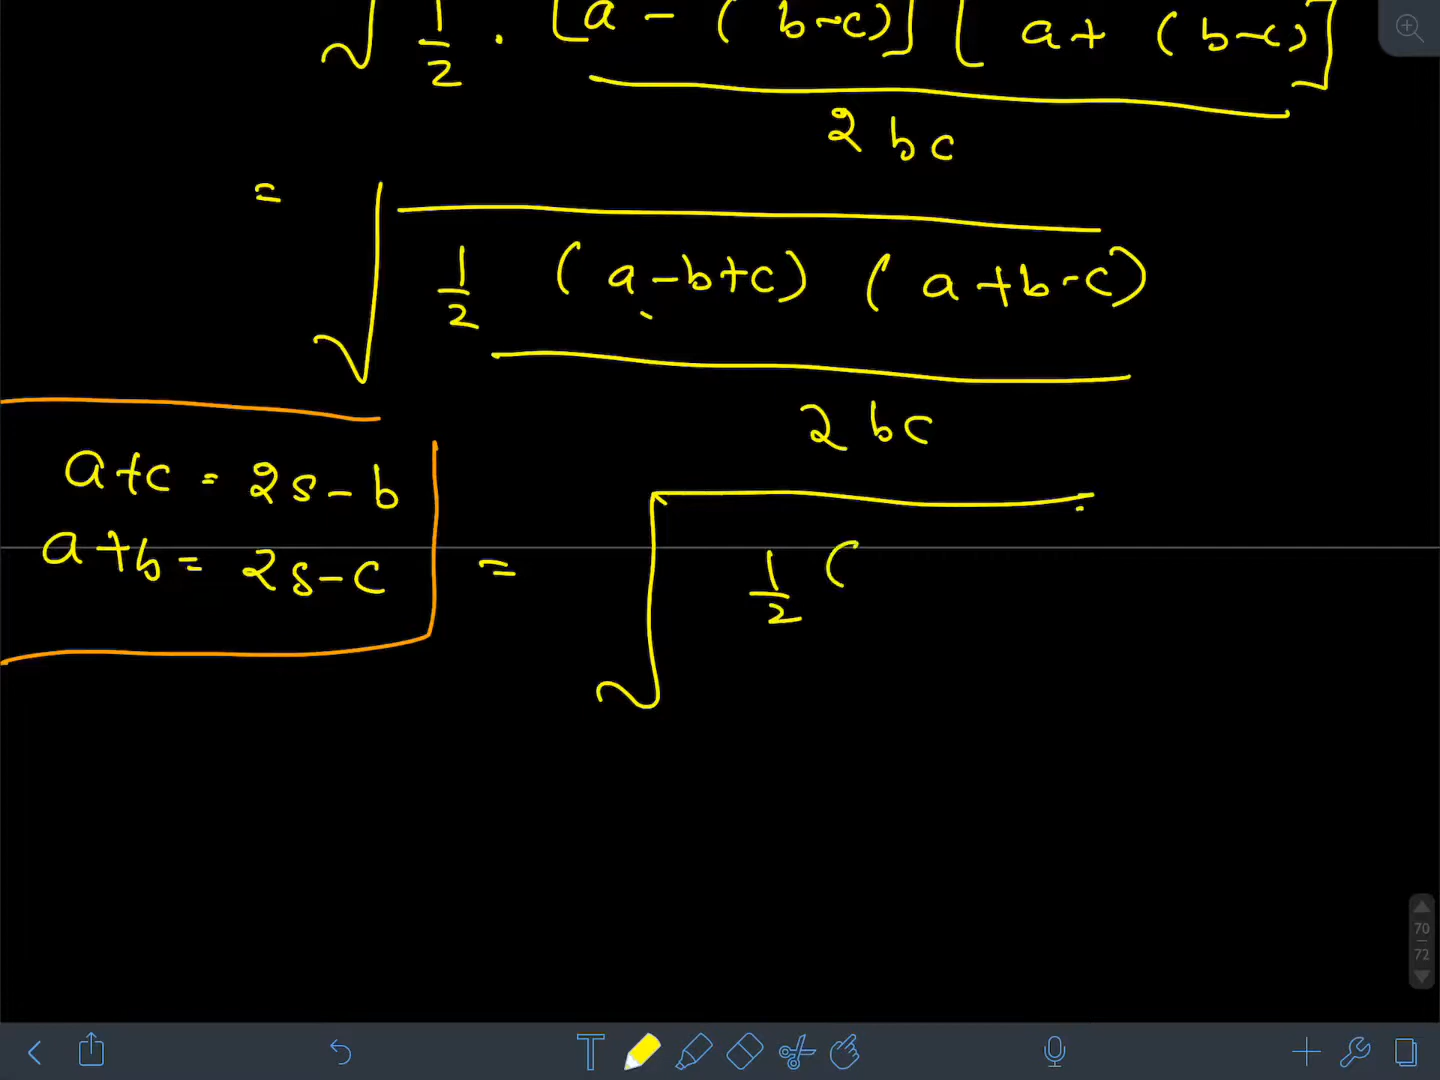 √ 1/2 · [a - (b-c)] [a + (b-c)]
2bc
= √ 1/2 (a-b+c) (a+b-c)
2bc
a+c = 2s-b
a+b = 2s-c
= √ 1/2 (
70
72
T